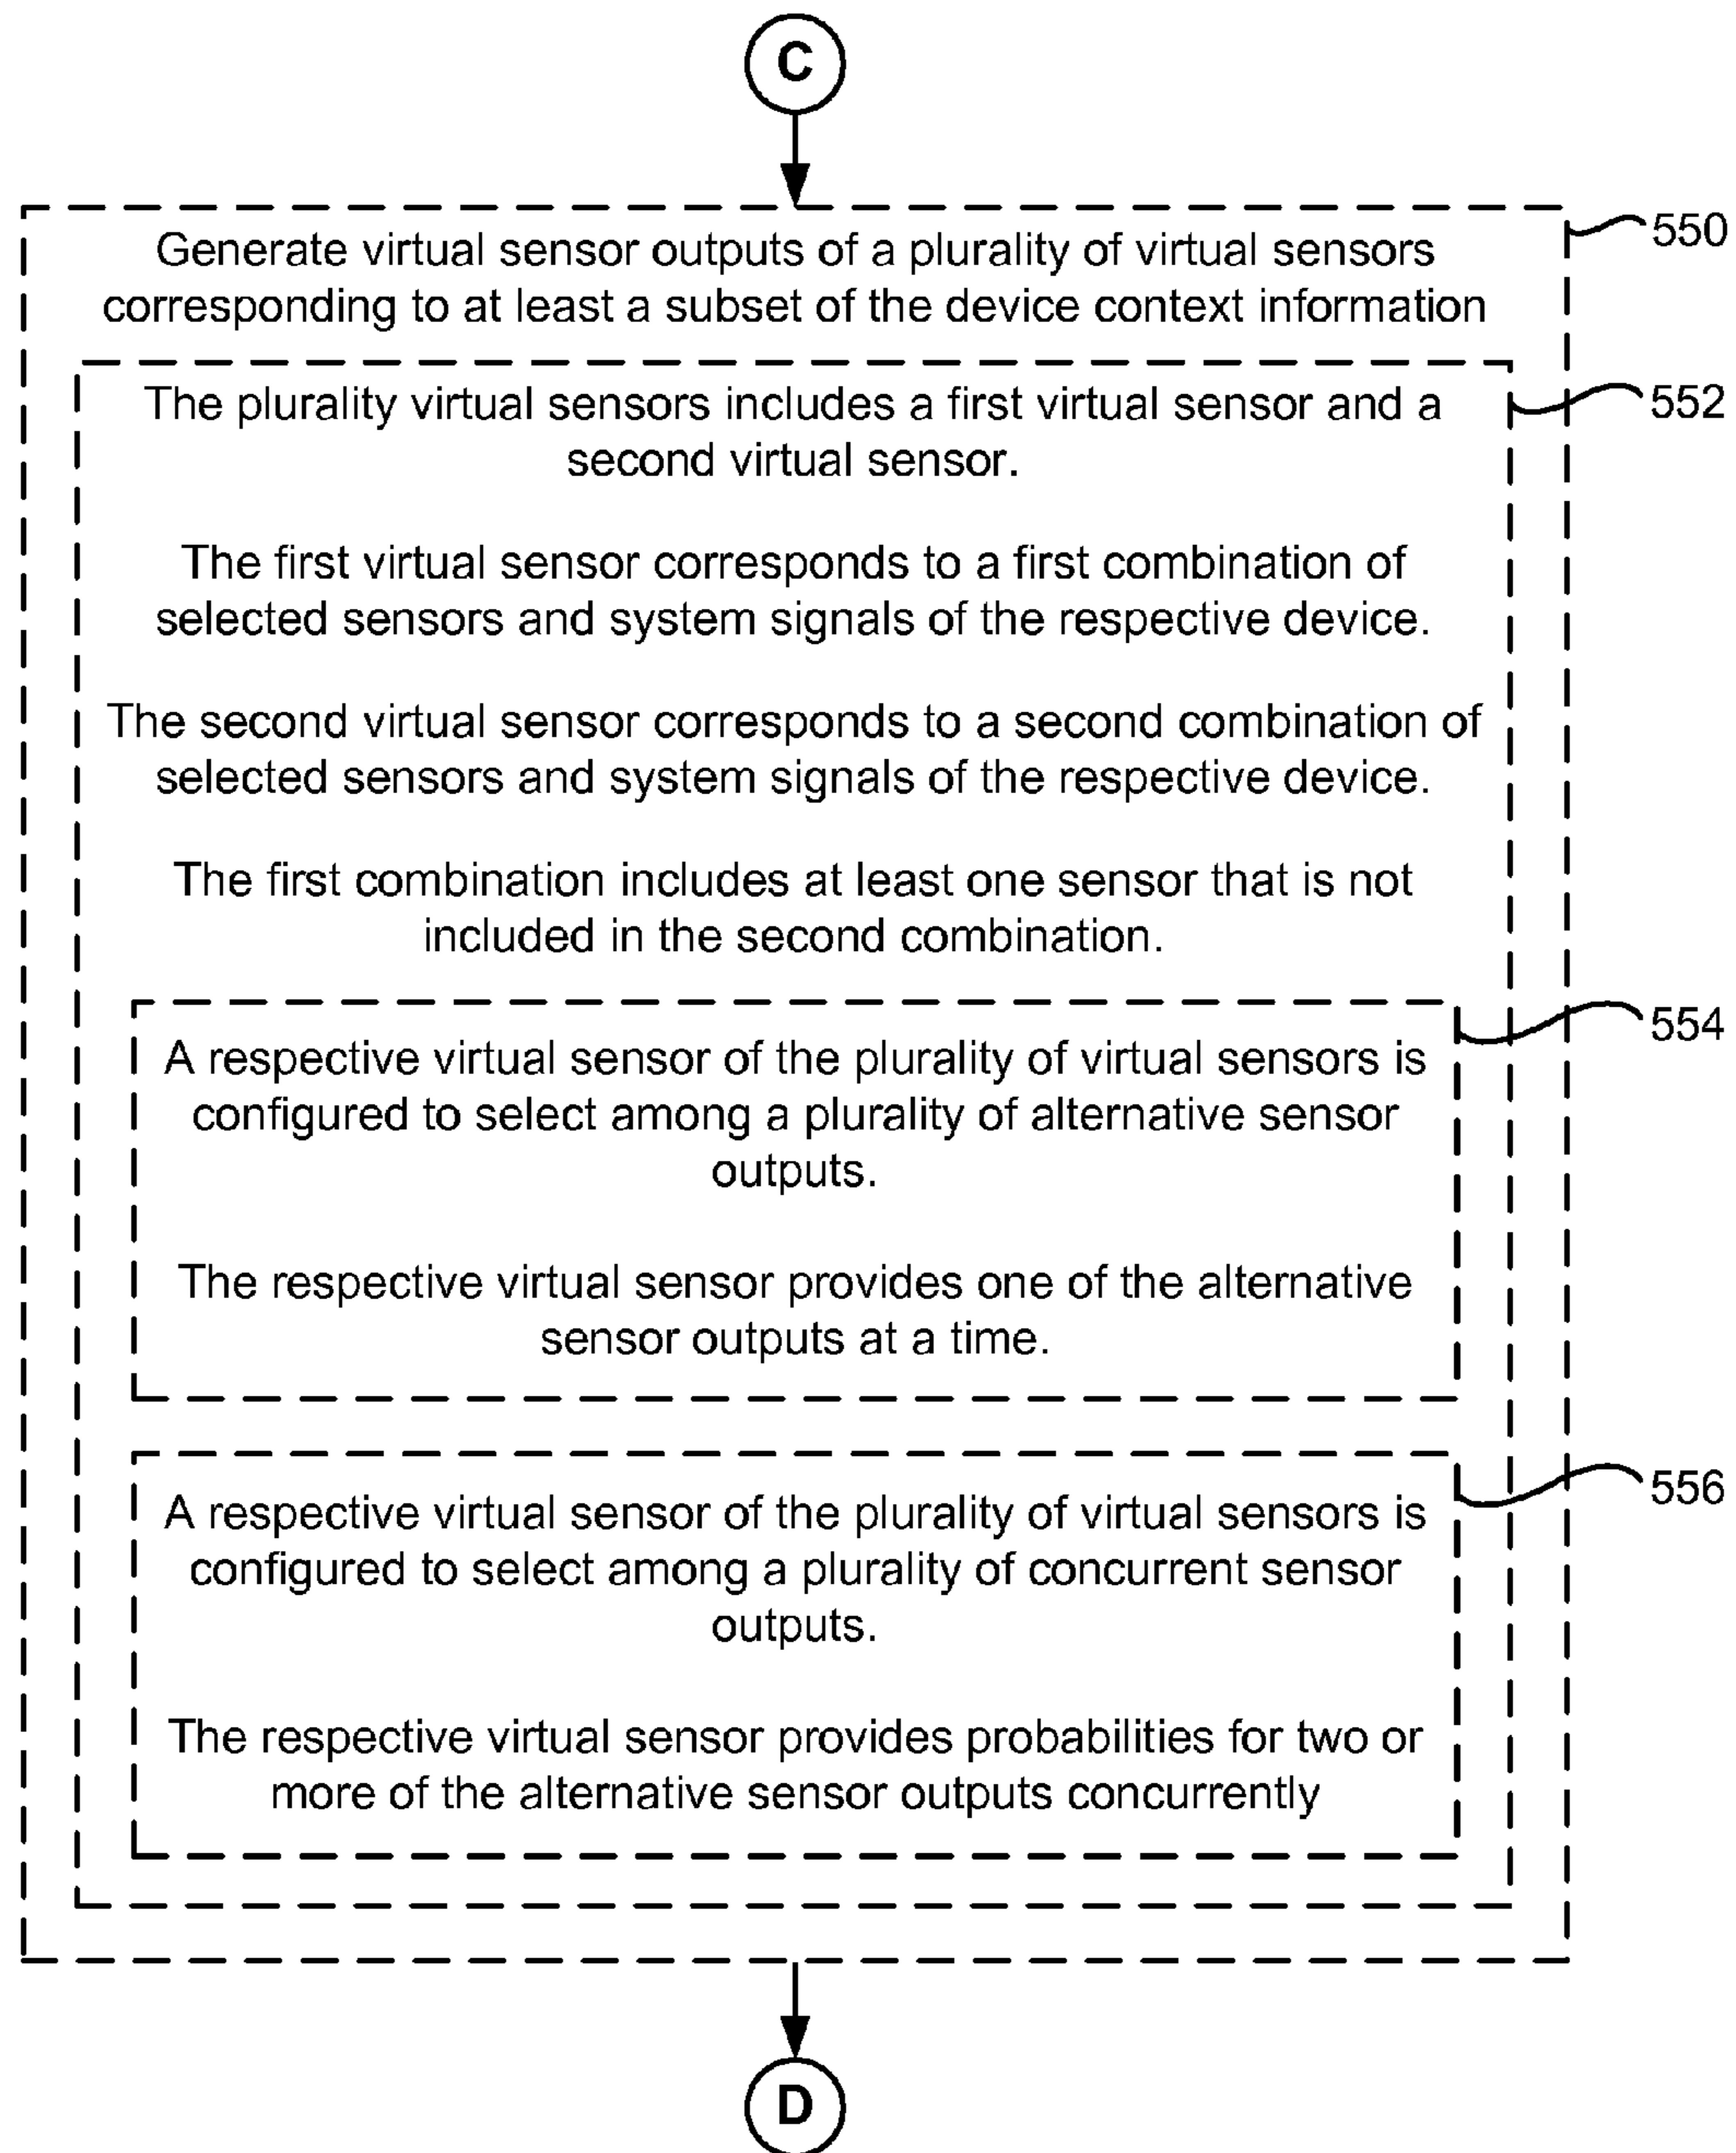 C
550
Generate virtual sensor outputs of a plurality of virtual sensors
corresponding to at least a subset of the device context information
552
The plurality virtual sensors includes a first virtual sensor and a
second virtual sensor.
The first virtual sensor corresponds to a first combination of
selected sensors and system signals of the respective device.
The second virtual sensor corresponds to a second combination of
selected sensors and system signals of the respective device.
The first combination includes at least one sensor that is not
included in the second combination.
554
A respective virtual sensor of the plurality of virtual sensors is
configured to select among a plurality of alternative sensor
outputs.
The respective virtual sensor provides one of the alternative
sensor outputs at a time.
556
A respective virtual sensor of the plurality of virtual sensors is
configured to select among a plurality of concurrent sensor
outputs.
The respective virtual sensor provides probabilities for two or
more of the alternative sensor outputs concurrently
D